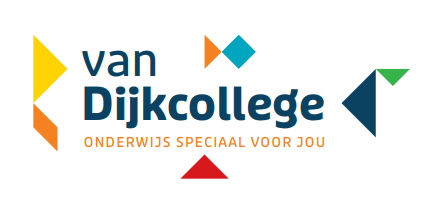 van
Dijkcollege
ONDERWIJS SPECIAAL VOOR JOU